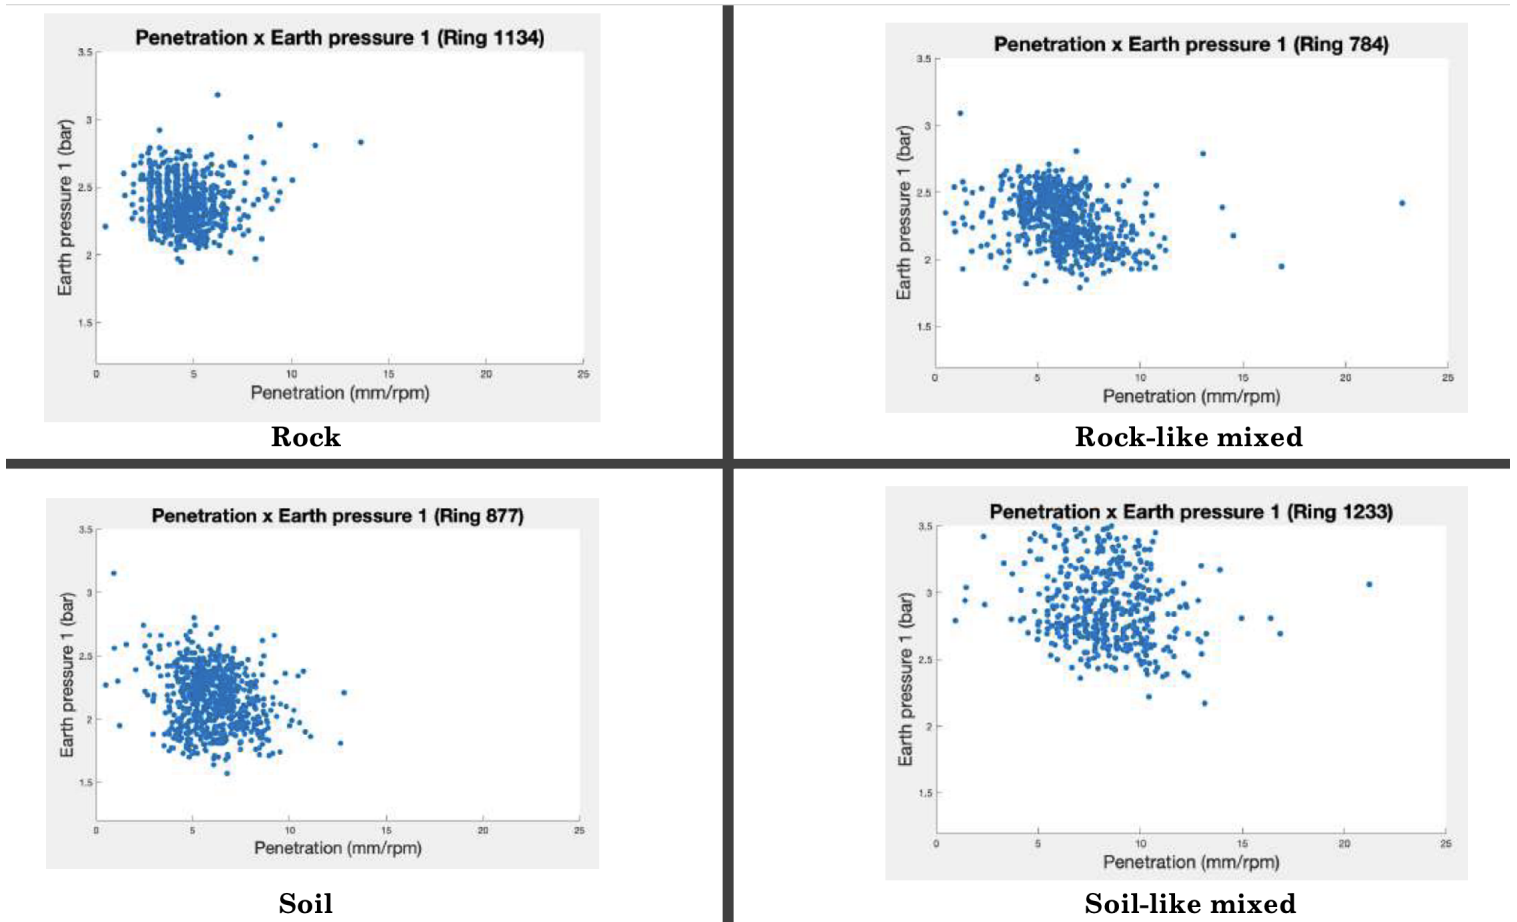 Penetration x Earth pressure 1 (Ring 1134)
3.5
3
2.5
2
1.5
Earth pressure 1 (bar)
0 5 10 15 20 25
Penetration (mm/rpm)
Rock
Penetration x Earth pressure 1 (Ring 784)
3.5
3
2.5
2
1.5
Earth pressure 1 (bar)
0 5 10 15 20 25
Penetration (mm/rpm)
Rock-like mixed
Penetration x Earth pressure 1 (Ring 877)
3.5
3
2.5
2
1.5
Earth pressure 1 (bar)
0 5 10 15 20 25
Penetration (mm/rpm)
Soil
Penetration x Earth pressure 1 (Ring 1233)
3.5
3
2.5
2
1.5
Earth pressure 1 (bar)
0 5 10 15 20 25
Penetration (mm/rpm)
Soil-like mixed